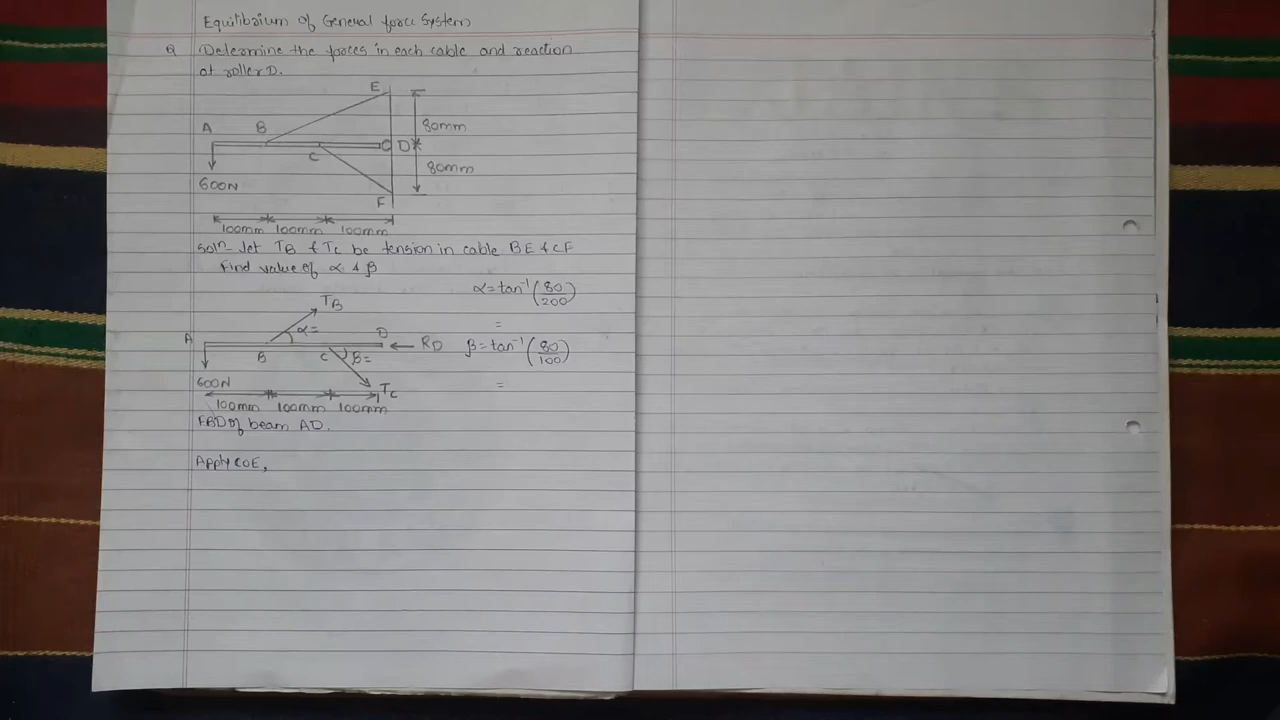 Equilibrium of General force System
Q Determine the forces in each cable and reaction
at roller D.
E
A B 80mm
D
C
80mm
600N
F
100mm 100mm 100mm
Soln- Let TB & TC be tension in cable BE & CF
Find value of α & β
α = tan⁻¹(80/200)
TB
=
A α= D
RD β = tan⁻¹(80/100)
B C β=
=
600N TC
100mm 100mm 100mm
FBD of beam AD.
Apply COE,